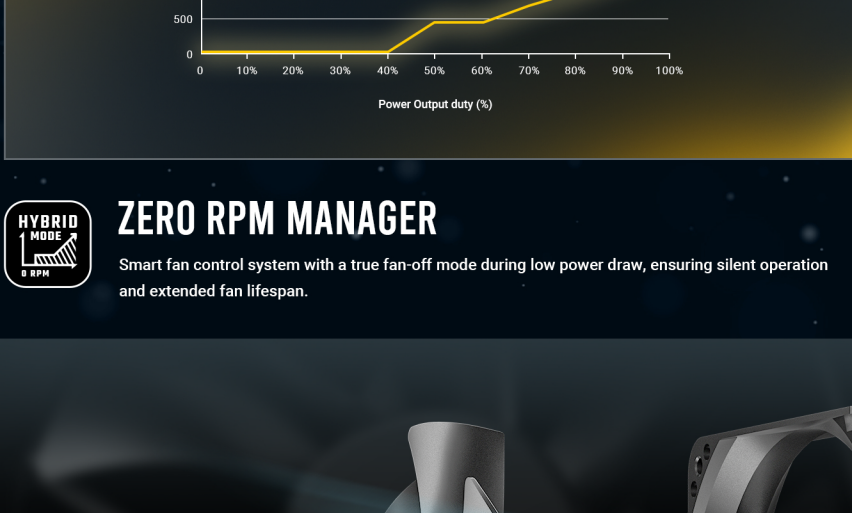 500
0
0 10% 20% 30% 40% 50% 60% 70% 80% 90% 100%
Power Output duty (%)
HYBRID
MODE
0 RPM
ZERO RPM MANAGER
Smart fan control system with a true fan-off mode during low power draw, ensuring silent operation
and extended fan lifespan.